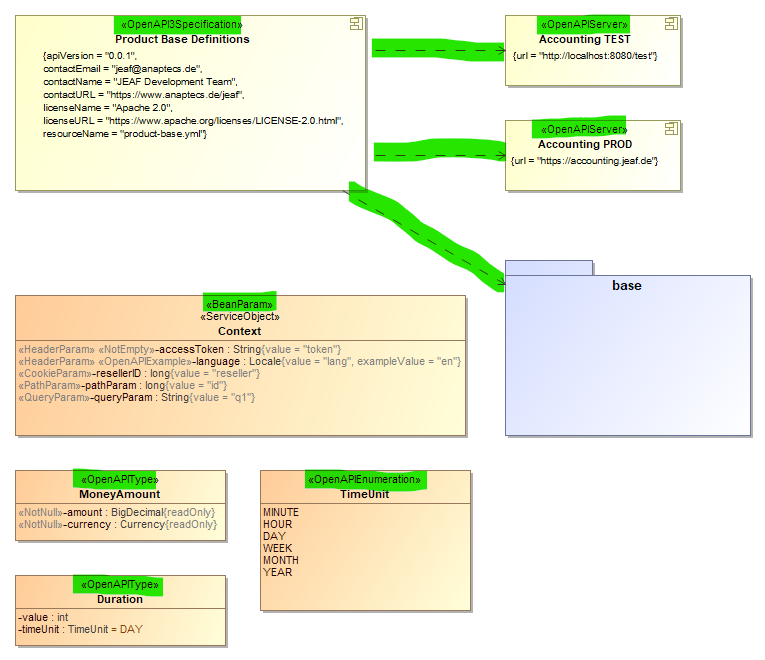 «OpenAPI3Specification»
Product Base Definitions
{apiVersion = "0.0.1",
contactEmail = "jeaf@anaptecs.de",
contactName = "JEAF Development Team",
contactURL = "https://www.anaptecs.de/jeaf",
licenseName = "Apache 2.0",
licenseURL = "https://www.apache.org/licenses/LICENSE-2.0.html",
resourceName = "product-base.yml"}
«OpenAPIServer»
Accounting TEST
{url = "http://localhost:8080/test"}
«OpenAPIServer»
Accounting PROD
{url = "https://accounting.jeaf.de"}
base
«BeanParam»
«ServiceObject»
Context
«HeaderParam» «NotEmpty»-accessToken : String{value = "token"}
«HeaderParam» «OpenAPIExample»-language : Locale{value = "lang", exampleValue = "en"}
«CookieParam»-resellerID : long{value = "reseller"}
«PathParam»-pathParam : long{value = "id"}
«QueryParam»-queryParam : String{value = "q1"}
«OpenAPIType»
MoneyAmount
«NotNull»-amount : BigDecimal{readOnly}
«NotNull»-currency : Currency{readOnly}
«OpenAPIEnumeration»
TimeUnit
MINUTE
HOUR
DAY
WEEK
MONTH
YEAR
«OpenAPIType»
Duration
-value : int
-timeUnit : TimeUnit = DAY